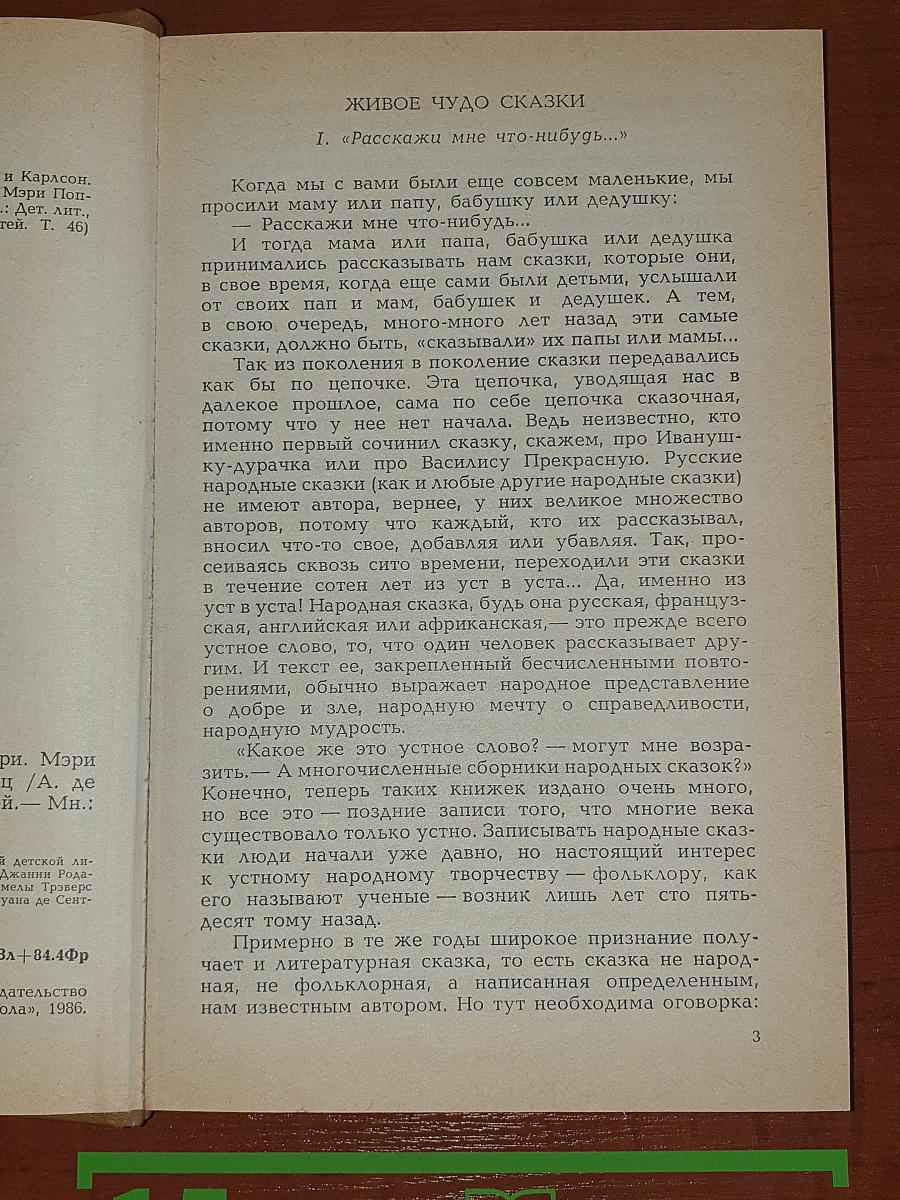 и Карлсон.
Мэри Поп-
.: Дет. лит.,
тей. Т. 46)
ри. Мэри
ц /А. де
й.— Мн.:
й детской ли-
Джанни Рода-
мелы Трэверс
уана де Сент-
Вл+84.4Фр
дательство
ола», 1986.
ЖИВОЕ ЧУДО СКАЗКИ
I. «Расскажи мне что-нибудь...»
Когда мы с вами были еще совсем маленькие, мы
просили маму или папу, бабушку или дедушку:
— Расскажи мне что-нибудь...
И тогда мама или папа, бабушка или дедушка
принимались рассказывать нам сказки, которые они,
в свое время, когда еще сами были детьми, услышали
от своих пап и мам, бабушек и дедушек. А тем,
в свою очередь, много-много лет назад эти самые
сказки, должно быть, «сказывали» их папы или мамы...
Так из поколения в поколение сказки передавались
как бы по цепочке. Эта цепочка, уводящая нас в
далекое прошлое, сама по себе цепочка сказочная,
потому что у нее нет начала. Ведь неизвестно, кто
именно первый сочинил сказку, скажем, про Ивануш-
ку-дурачка или про Василису Прекрасную. Русские
народные сказки (как и любые другие народные сказки)
не имеют автора, вернее, у них великое множество
авторов, потому что каждый, кто их рассказывал,
вносил что-то свое, добавляя или убавляя. Так, про-
сеиваясь сквозь сито времени, переходили эти сказки
в течение сотен лет из уст в уста... Да, именно из
уст в уста! Народная сказка, будь она русская, француз-
ская, английская или африканская,— это прежде всего
устное слово, то, что один человек рассказывает дру-
гим. И текст ее, закрепленный бесчисленными повто-
рениями, обычно выражает народное представление
о добре и зле, народную мечту о справедливости,
народную мудрость.
«Какое же это устное слово? — могут мне возра-
зить.— А многочисленные сборники народных сказок?»
Конечно, теперь таких книжек издано очень много,
но все это — поздние записи того, что многие века
существовало только устно. Записывать народные сказ-
ки люди начали уже давно, но настоящий интерес
к устному народному творчеству — фольклору, как
его называют ученые — возник лишь лет сто пять-
десят тому назад.
Примерно в те же годы широкое признание полу-
чает и литературная сказка, то есть сказка не народ-
ная, не фольклорная, а написанная определенным,
нам известным автором. Но тут необходима оговорка:
3